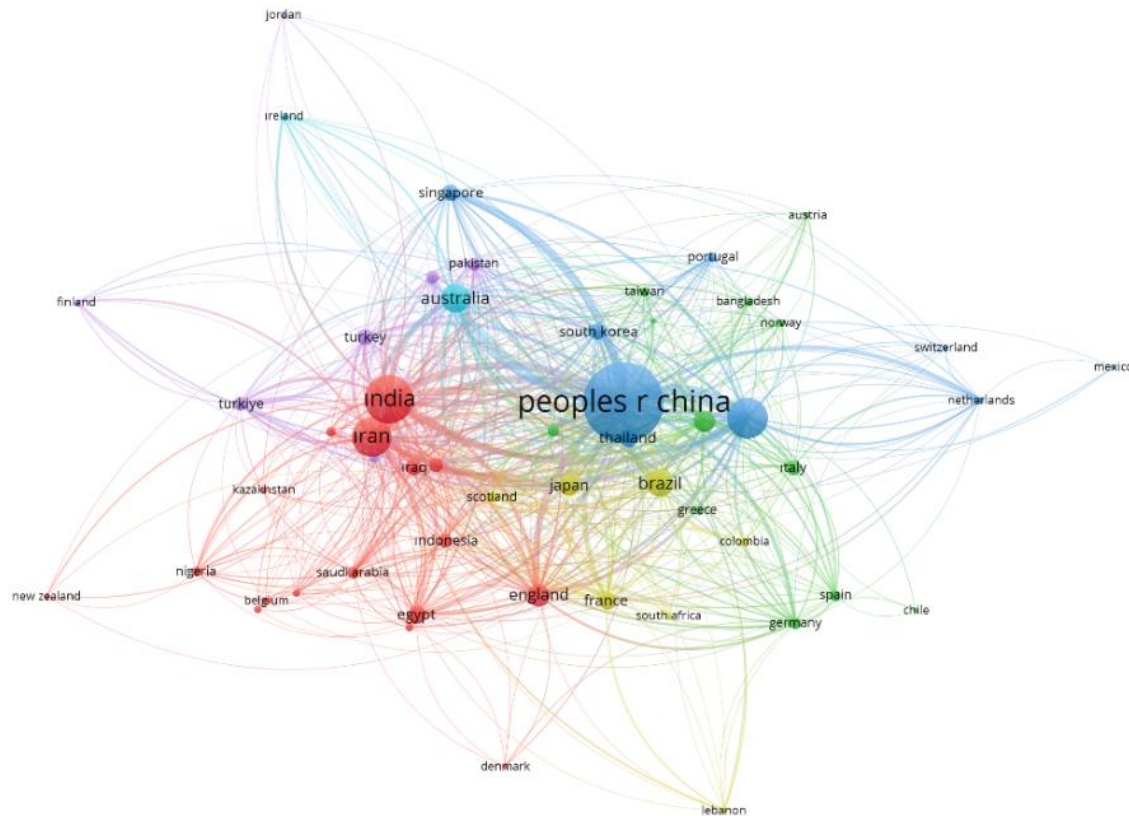 jordan
ireland
singapore
austria
portugal
pakistan
taiwan
australia
bangladesh
finland
norway
south korea
turkey
switzerland
mexico
india
peoples r china
netherlands
turkiye
iran
thailand
iraq
italy
japan
brazil
kazakhstan
scotland
greece
indonesia
colombia
nigeria
saudi arabia
new zealand
belgium
england
france
spain
egypt
south africa
germany
chile
denmark
lebanon